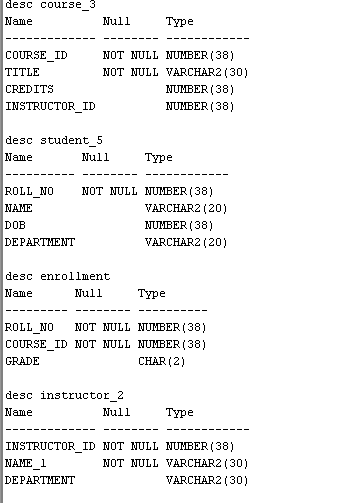 desc course_3
Name          Null     Type
------------- -------- ------------
COURSE_ID     NOT NULL NUMBER(38)
TITLE         NOT NULL VARCHAR2(30)
CREDITS                NUMBER(38)
INSTRUCTOR_ID          NUMBER(38)
desc student_5
Name       Null     Type
---------- -------- ------------
ROLL_NO    NOT NULL NUMBER(38)
NAME                VARCHAR2(20)
DOB                 NUMBER(38)
DEPARTMENT          VARCHAR2(20)
desc enrollment
Name      Null     Type
--------- -------- ----------
ROLL_NO   NOT NULL NUMBER(38)
COURSE_ID NOT NULL NUMBER(38)
GRADE              CHAR(2)
desc instructor_2
Name          Null     Type
------------- -------- ------------
INSTRUCTOR_ID NOT NULL NUMBER(38)
NAME_1        NOT NULL VARCHAR2(30)
DEPARTMENT             VARCHAR2(30)